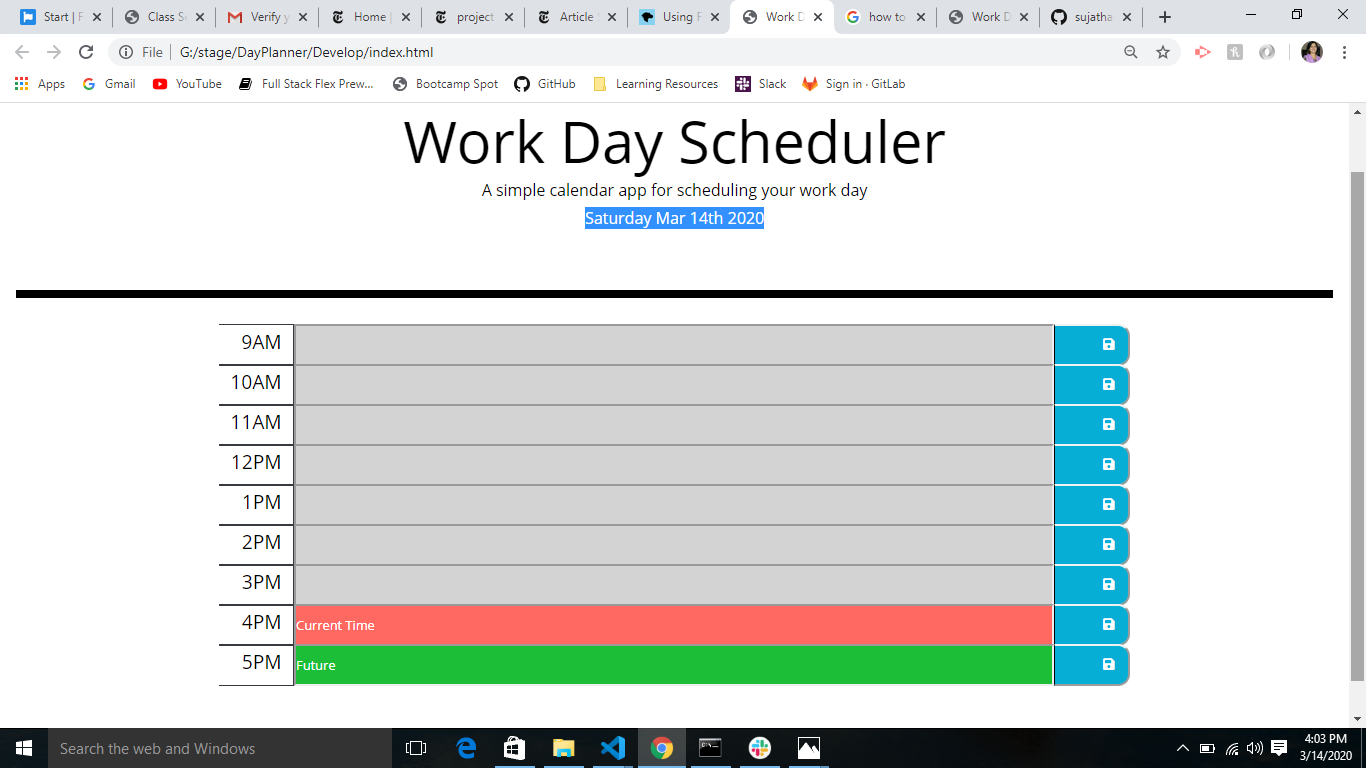 Start | F
Class S
Verify y
Home |
project
Article
Using F
Work D
how to
Work D
sujatha
File
G:/stage/DayPlanner/Develop/index.html
Apps
Gmail
YouTube
Full Stack Flex Prew...
Bootcamp Spot
GitHub
Learning Resources
Slack
Sign in · GitLab
Work Day Scheduler
A simple calendar app for scheduling your work day
Saturday Mar 14th 2020
9AM
10AM
11AM
12PM
1PM
2PM
3PM
4PM Current Time
5PM Future
Search the web and Windows
4:03 PM
3/14/2020